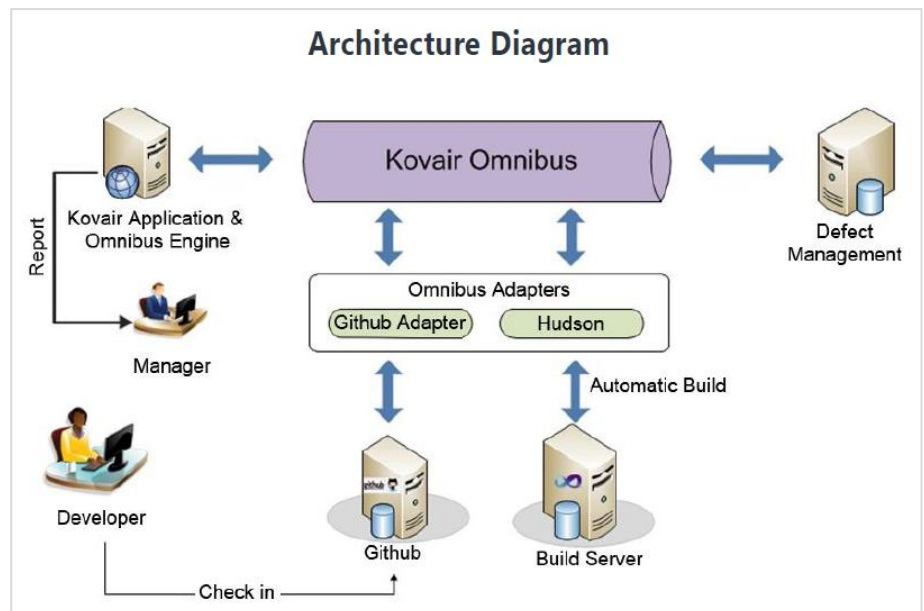 Architecture Diagram
Kovair Omnibus
Kovair Application &
Omnibus Engine
Defect
Management
Report
Omnibus Adapters
Github Adapter
Hudson
Manager
Automatic Build
Developer
github
Github
Build Server
Check in